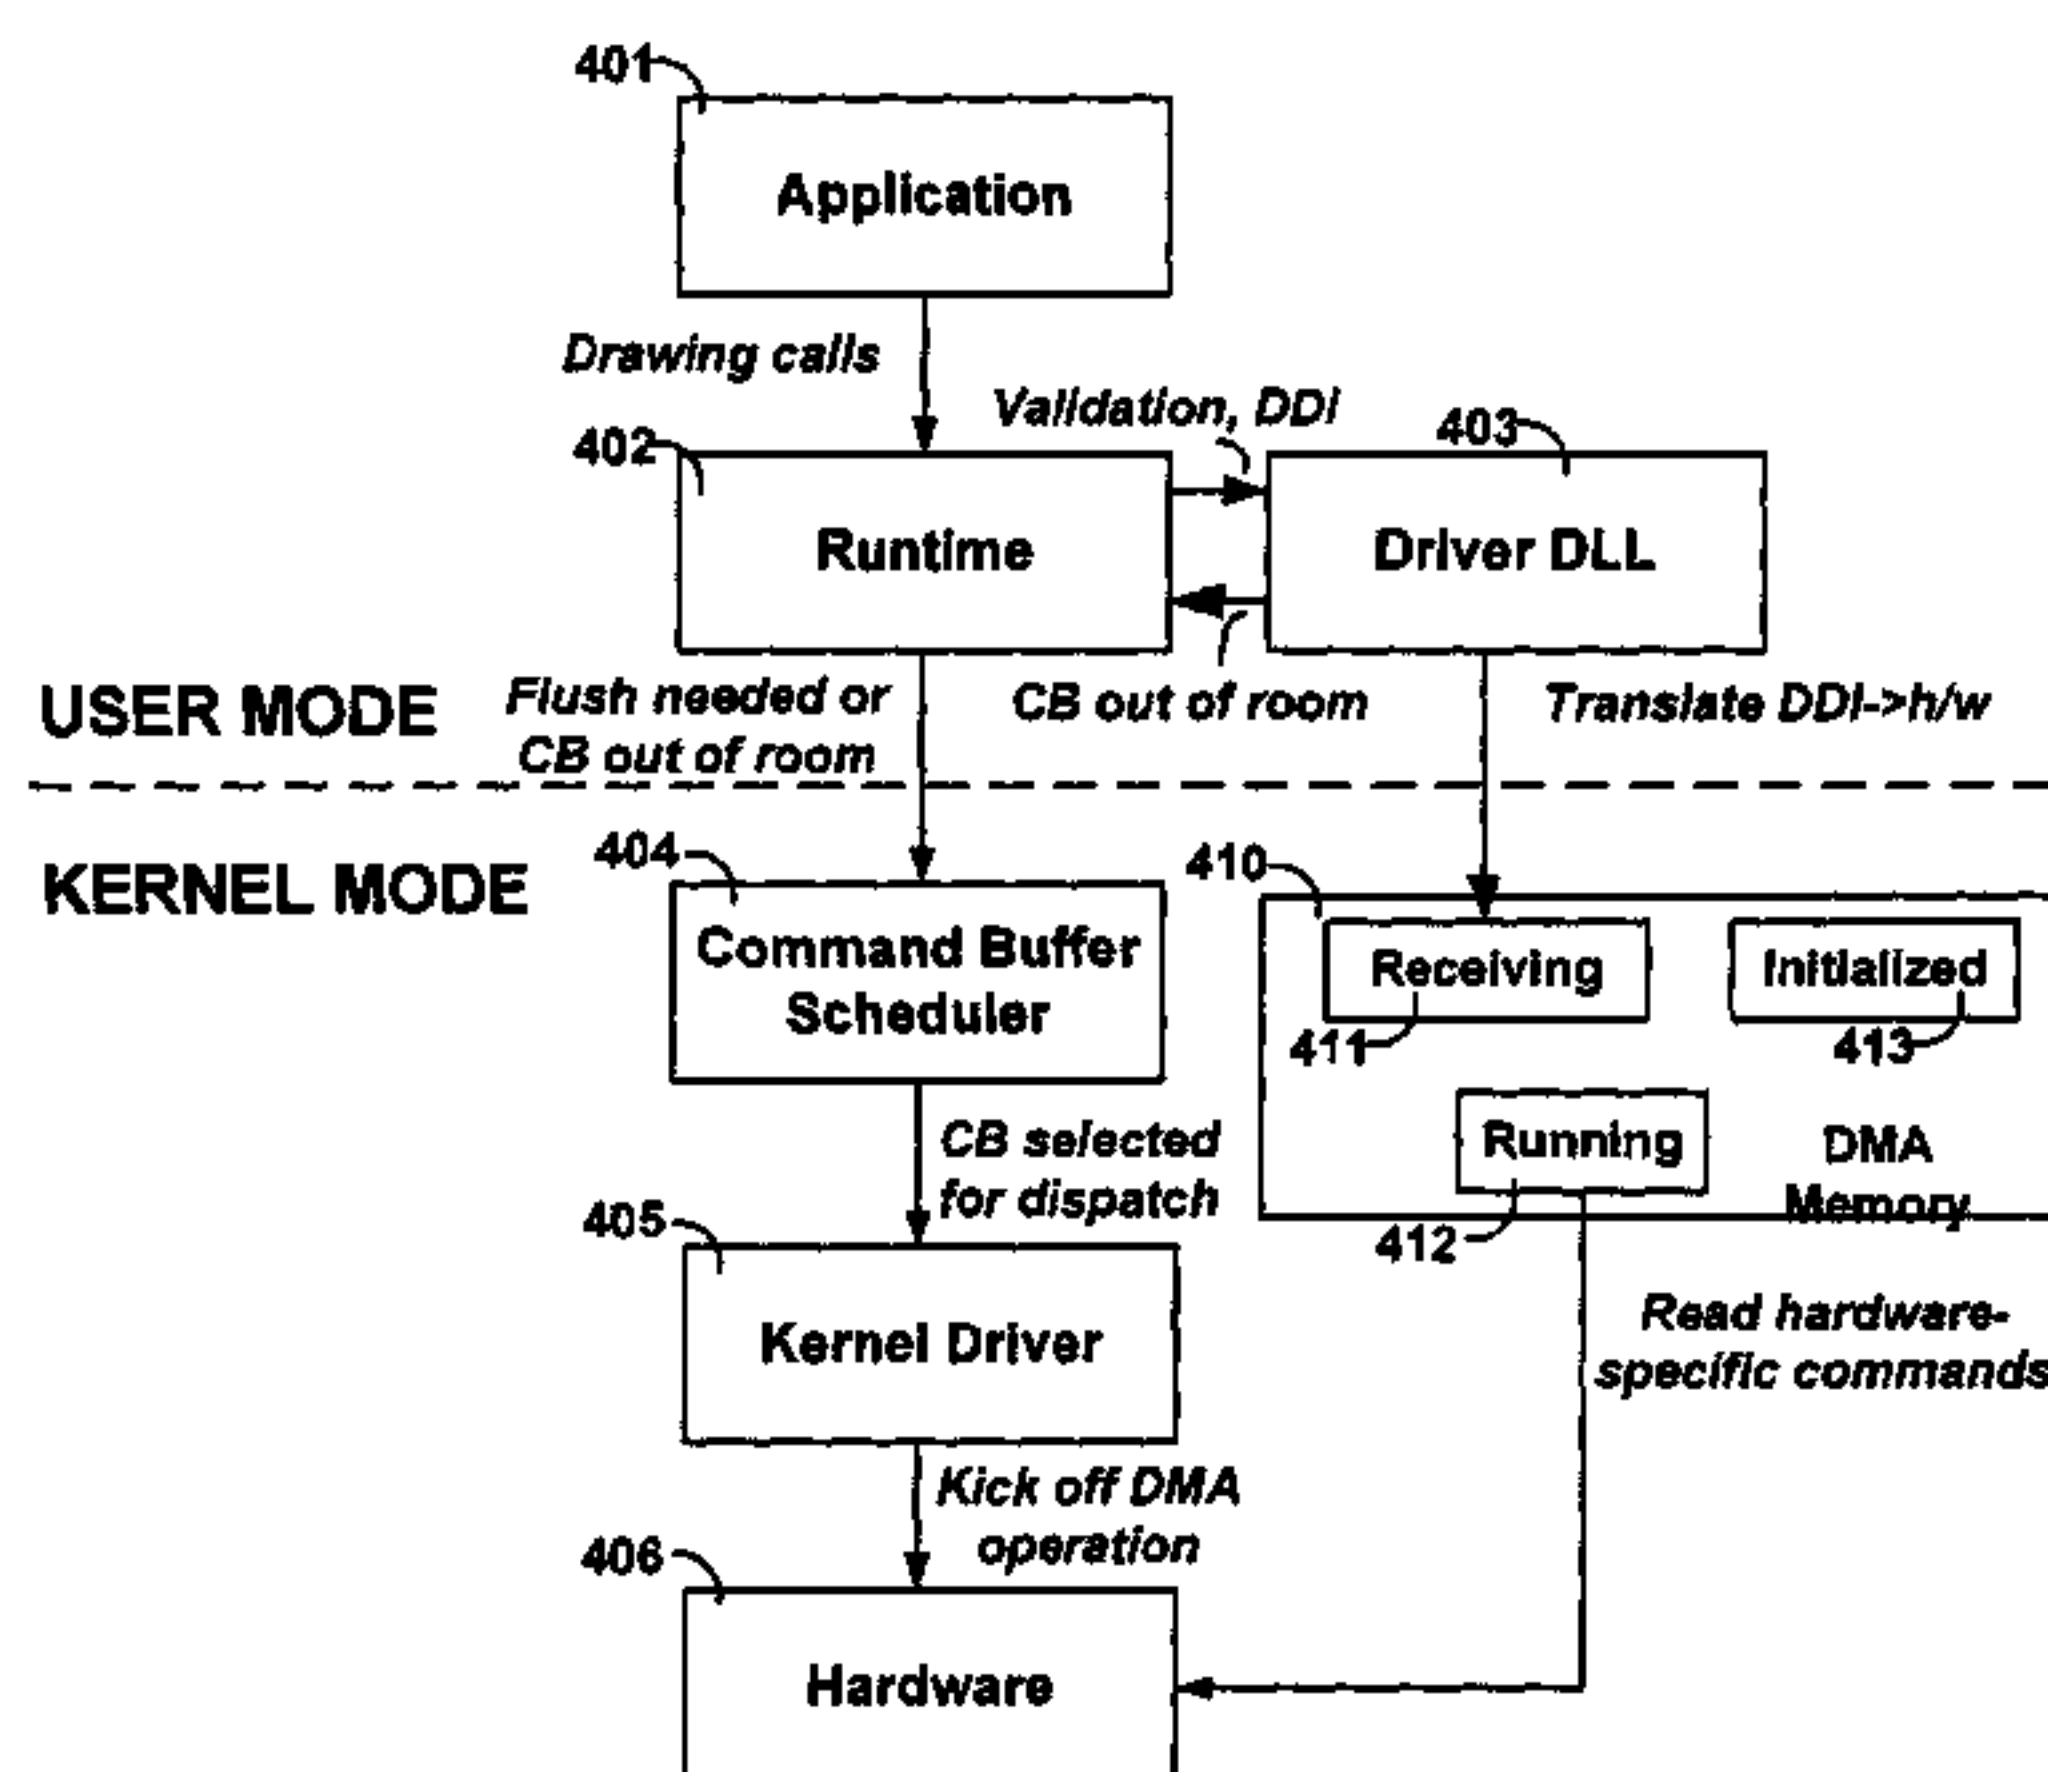 401
Application
Drawing calls
Validation, DDI
402
403
Runtime
Driver DLL
USER MODE
Flush needed or
CB out of room
CB out of room
Translate DDI->h/w
KERNEL MODE
404
410
Command Buffer
Scheduler
Receiving
Initialized
411
413
Running
DMA
Memory
412
CB selected
for dispatch
405
Kernel Driver
Read hardware-
specific commands
Kick off DMA
operation
406
Hardware